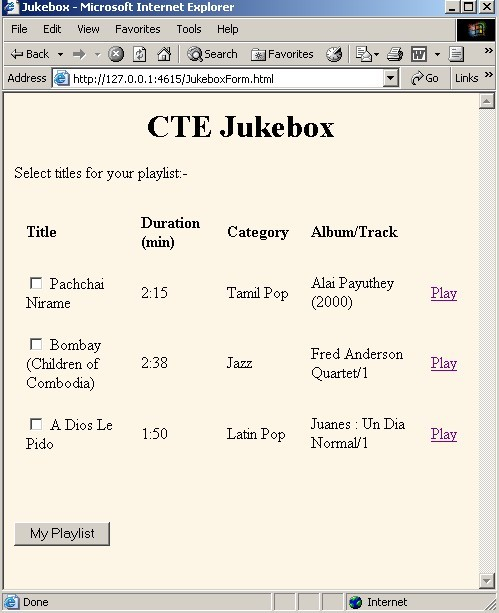 Jukebox - Microsoft Internet Explorer
File Edit View Favorites Tools Help
Back Search Favorites »
Address http://127.0.0.1:4615/JukeboxForm.html Go Links »
CTE Jukebox
Select titles for your playlist:-
Title Duration (min) Category Album/Track
Pachchai Nirame 2:15 Tamil Pop Alai Payuthey (2000) Play
Bombay (Children of Combodia) 2:38 Jazz Fred Anderson Quartet/1 Play
A Dios Le Pido 1:50 Latin Pop Juanes : Un Dia Normal/1 Play
My Playlist
Done Internet